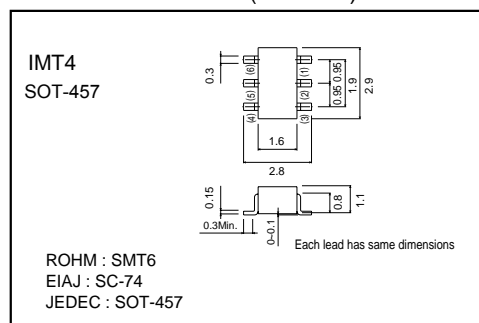 IMT4
SOT-457
0.3
(6)
(5)
(4)
(1)
(2)
(3)
0.95 0.95
1.9
2.9
1.6
2.8
0.15
0.3Min.
0~0.1
0.8
1.1
Each lead has same dimensions
ROHM : SMT6
EIAJ : SC-74
JEDEC : SOT-457